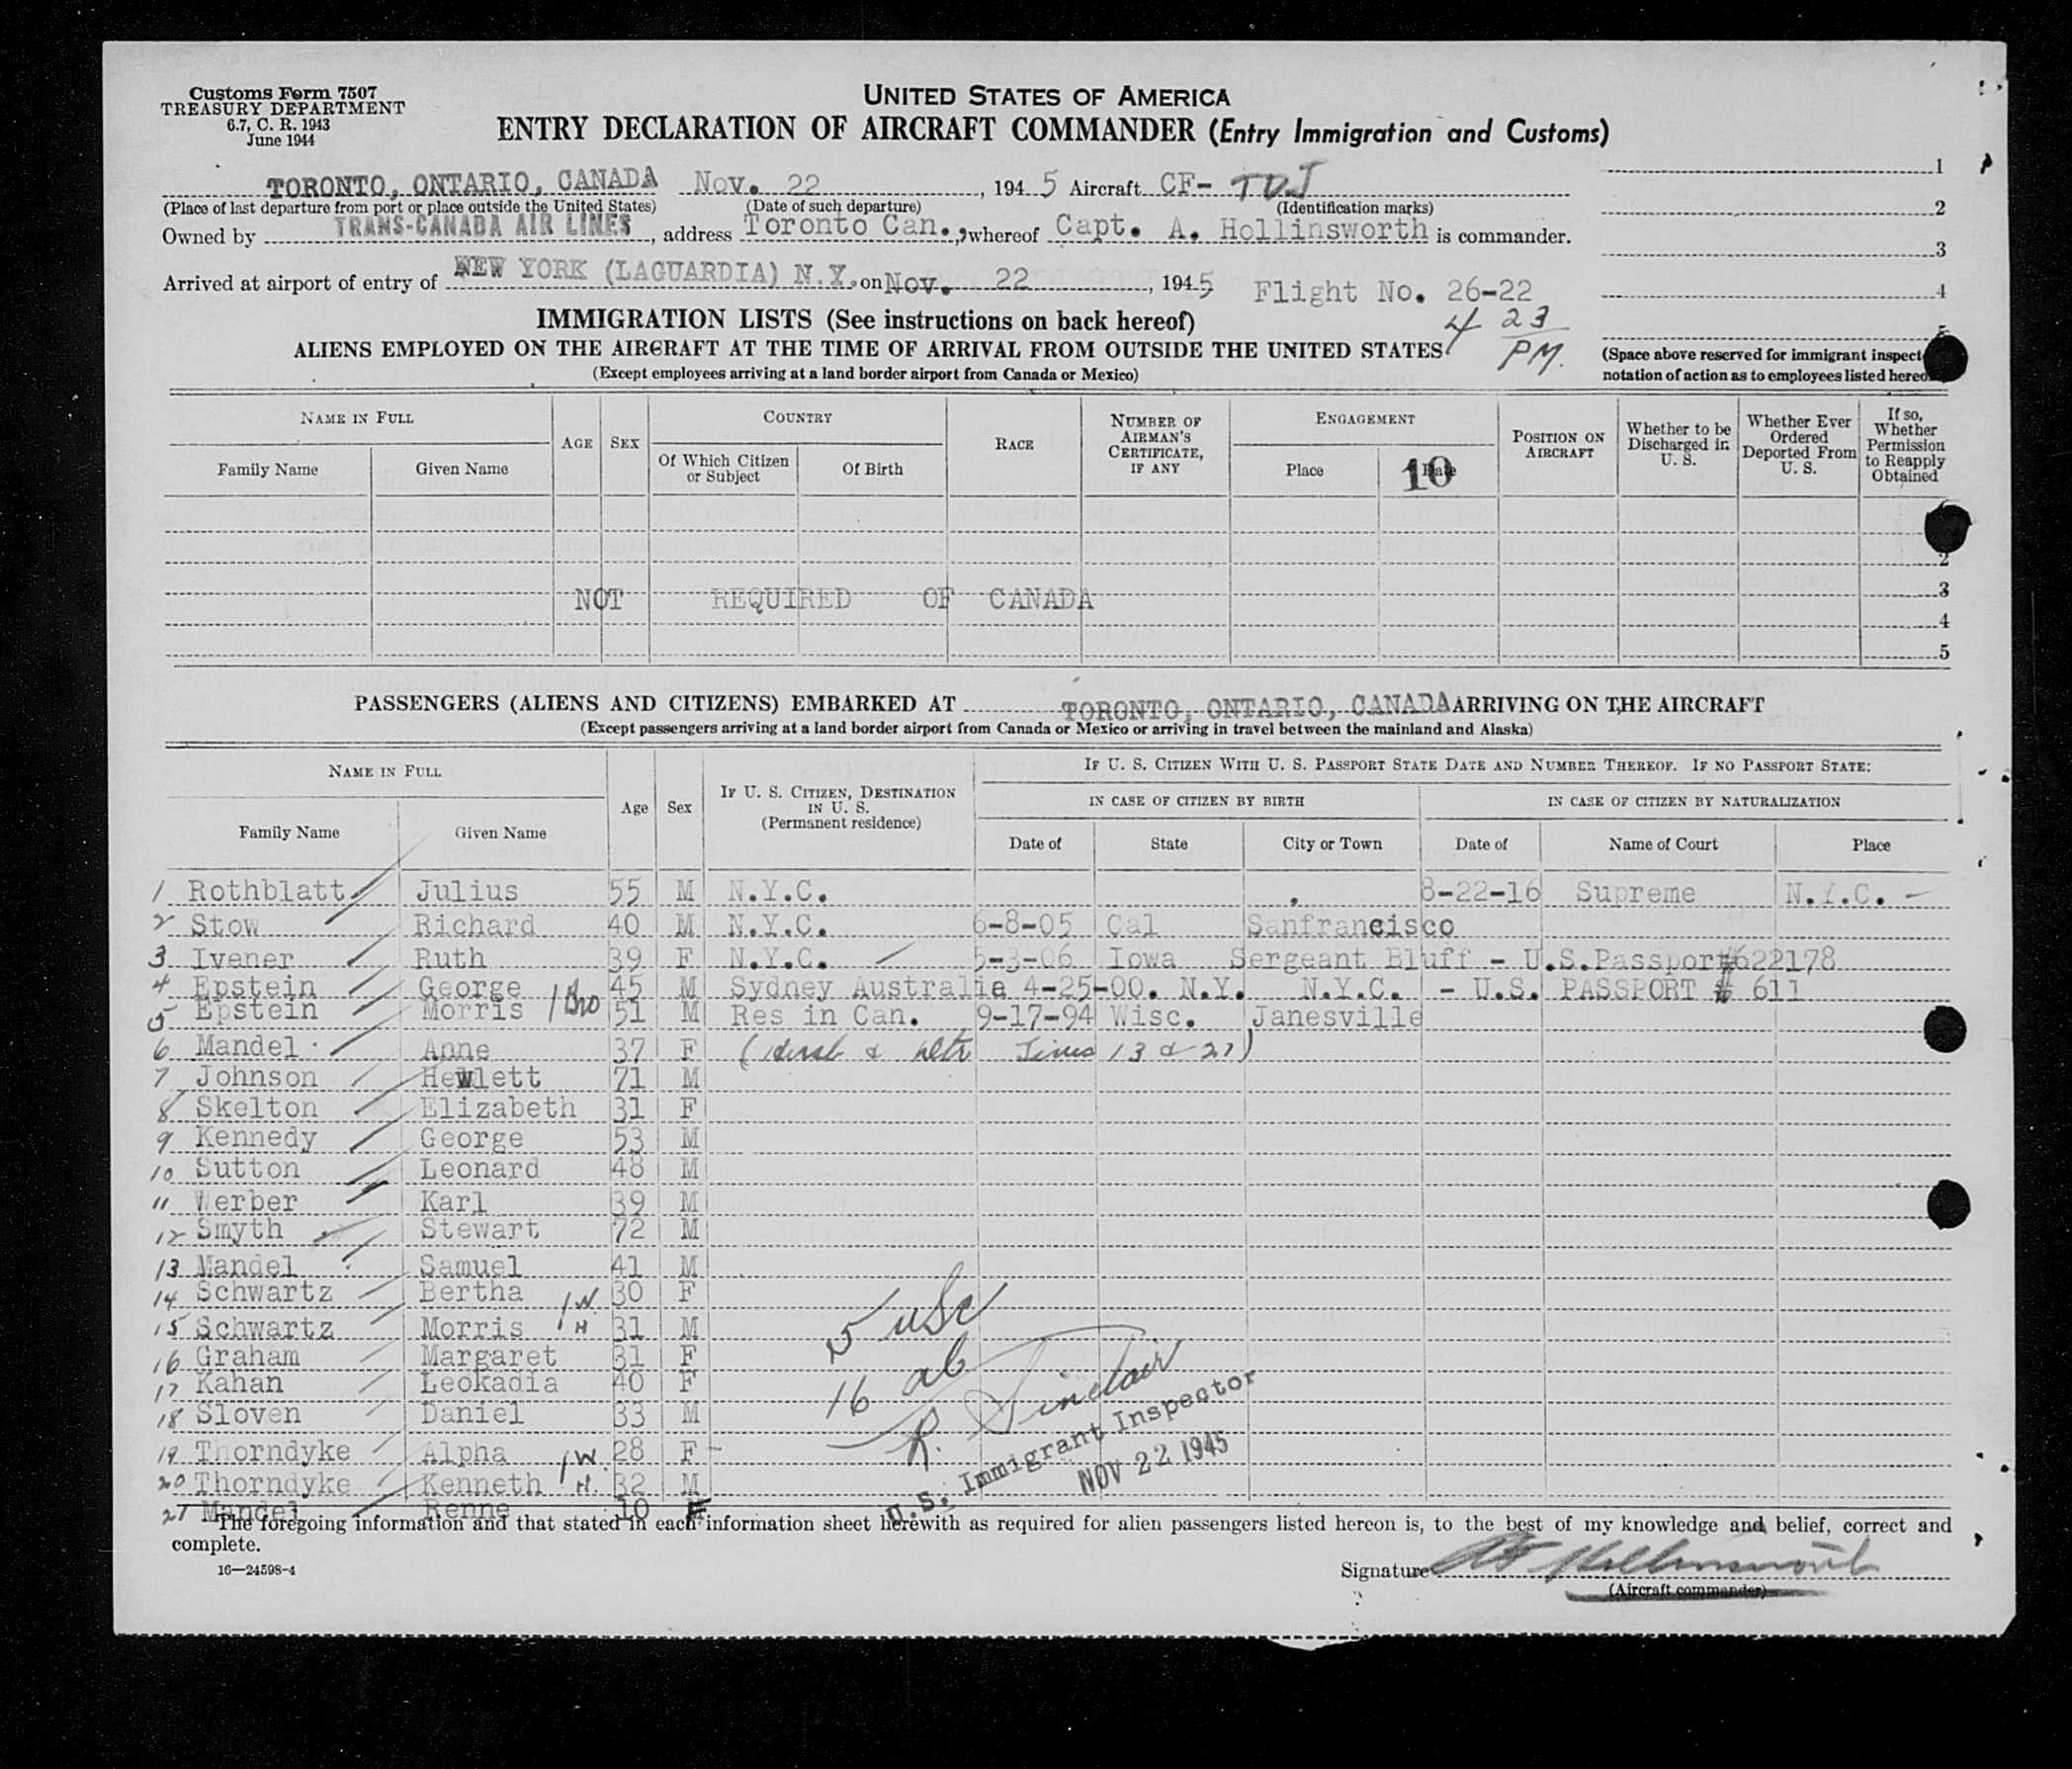 Customs Form 7507
TREASURY DEPARTMENT
6.7, C. R. 1943
June 1944
UNITED STATES OF AMERICA
ENTRY DECLARATION OF AIRCRAFT COMMANDER (Entry Immigration and Customs)
TORONTO, ONTARIO, CANADA Nov. 22, 1945 Aircraft CF- TDJ
(Place of last departure from port or place outside the United States) (Date of such departure) (Identification marks)
Owned by TRANS-CANADA AIR LINES, address Toronto Can., whereof Capt. A. Hollinsworth is commander.
Arrived at airport of entry of NEW YORK (LAGUARDIA) N.Y. on Nov. 22, 1945 Flight No. 26-22
4 23 PM.
1
2
3
4
5
(Space above reserved for immigrant
notation of action as to employees listed
IMMIGRATION LISTS (See instructions on back hereof)
ALIENS EMPLOYED ON THE AIRCRAFT AT THE TIME OF ARRIVAL FROM OUTSIDE THE UNITED STATES
(Except employees arriving at a land border airport from Canada or Mexico)
NAME IN FULL AGE SEX COUNTRY RACE NUMBER OF AIRMAN'S CERTIFICATE, IF ANY ENGAGEMENT POSITION ON AIRCRAFT Whether to be Discharged in U. S. Whether Ever Ordered Deported From U. S. If so, Whether Permission to Reapply Obtained
Family Name Given Name Of Which Citizen or Subject Of Birth Place Date 10
2
3
NOT REQUIRED OF CANADA
4
5
PASSENGERS (ALIENS AND CITIZENS) EMBARKED AT TORONTO, ONTARIO, CANADA ARRIVING ON THE AIRCRAFT
(Except passengers arriving at a land border airport from Canada or Mexico or arriving in travel between the mainland and Alaska)
NAME IN FULL Age Sex IF U. S. CITIZEN, DESTINATION IN U. S. (Permanent residence) IF U. S. CITIZEN WITH U. S. PASSPORT STATE DATE AND NUMBER THEREOF. IF NO PASSPORT STATE:
IN CASE OF CITIZEN BY BIRTH IN CASE OF CITIZEN BY NATURALIZATION
Family Name Given Name Date of State City or Town Date of Name of Court Place
1 Rothblatt Julius 55 M N.Y.C. 8-22-16 Supreme N.Y.C. -
2 Stow Richard 40 M N.Y.C. 6-8-05 Cal Sanfrancisco
3 Ivener Ruth 39 F N.Y.C. 5-3-06 Iowa Sergeant Bluff - U.S.Passport#622178
4 Epstein George 45 M Sydney Australia 4-25-00. N.Y. N.Y.C. - U.S. PASSPORT # 611
5 Epstein Morris Bro 51 M Res in Can. 9-17-94 Wisc. Janesville
6 Mandel Anne 37 F ( & 13 & 21)
7 Johnson Hewlett 71 M
8 Skelton Elizabeth 31 F
9 Kennedy George 53 M
10 Sutton Leonard 48 M
11 Werber Karl 39 M
12 Smyth Stewart 72 M
13 Mandel Samuel 41 M
14 Schwartz Bertha W. 30 F
15 Schwartz Morris H 31 M
16 Graham Margaret 31 F
17 Kahan Leokadia 40 F
18 Sloven Daniel 33 M
19 Thorndyke Alpha W. 28 F -
20 Thorndyke Kenneth H. 32 M
21 Mandel Renne 10 F
5 usc
16 al
R. Sinclair
U.S. Immigrant Inspector
NOV 22 1945
The foregoing information and that stated in each information sheet herewith as required for alien passengers listed hereon is, to the best of my knowledge and belief, correct and
complete.
16—24598-4
Signature Hollinsworth
(Aircraft commander)